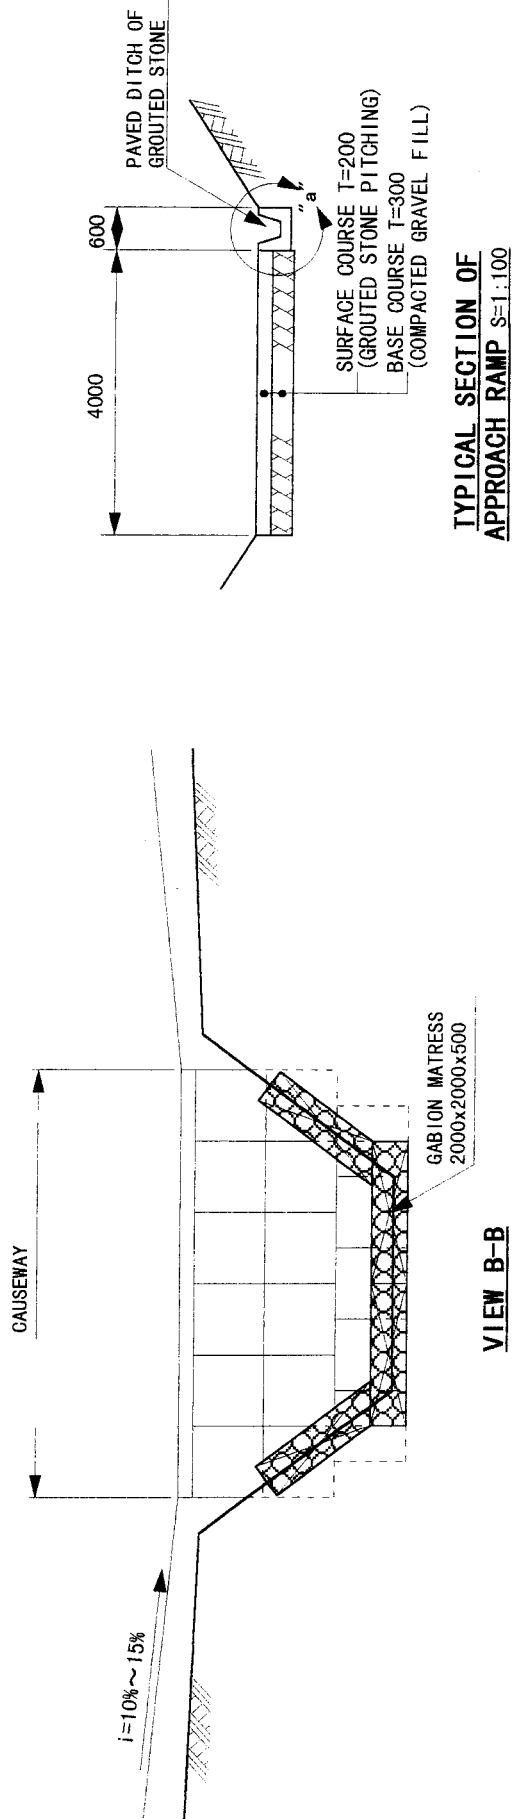 CAUSEWAY
i=10%~15%
GABION MATRESS
2000x2000x500
VIEW B-B
PAVED DITCH OF
GROUTED STONE
600
4000
"a"
SURFACE COURSE T=200
(GROUTED STONE PITCHING)
BASE COURSE T=300
(COMPACTED GRAVEL FILL)
TYPICAL SECTION OF
APPROACH RAMP S=1:100